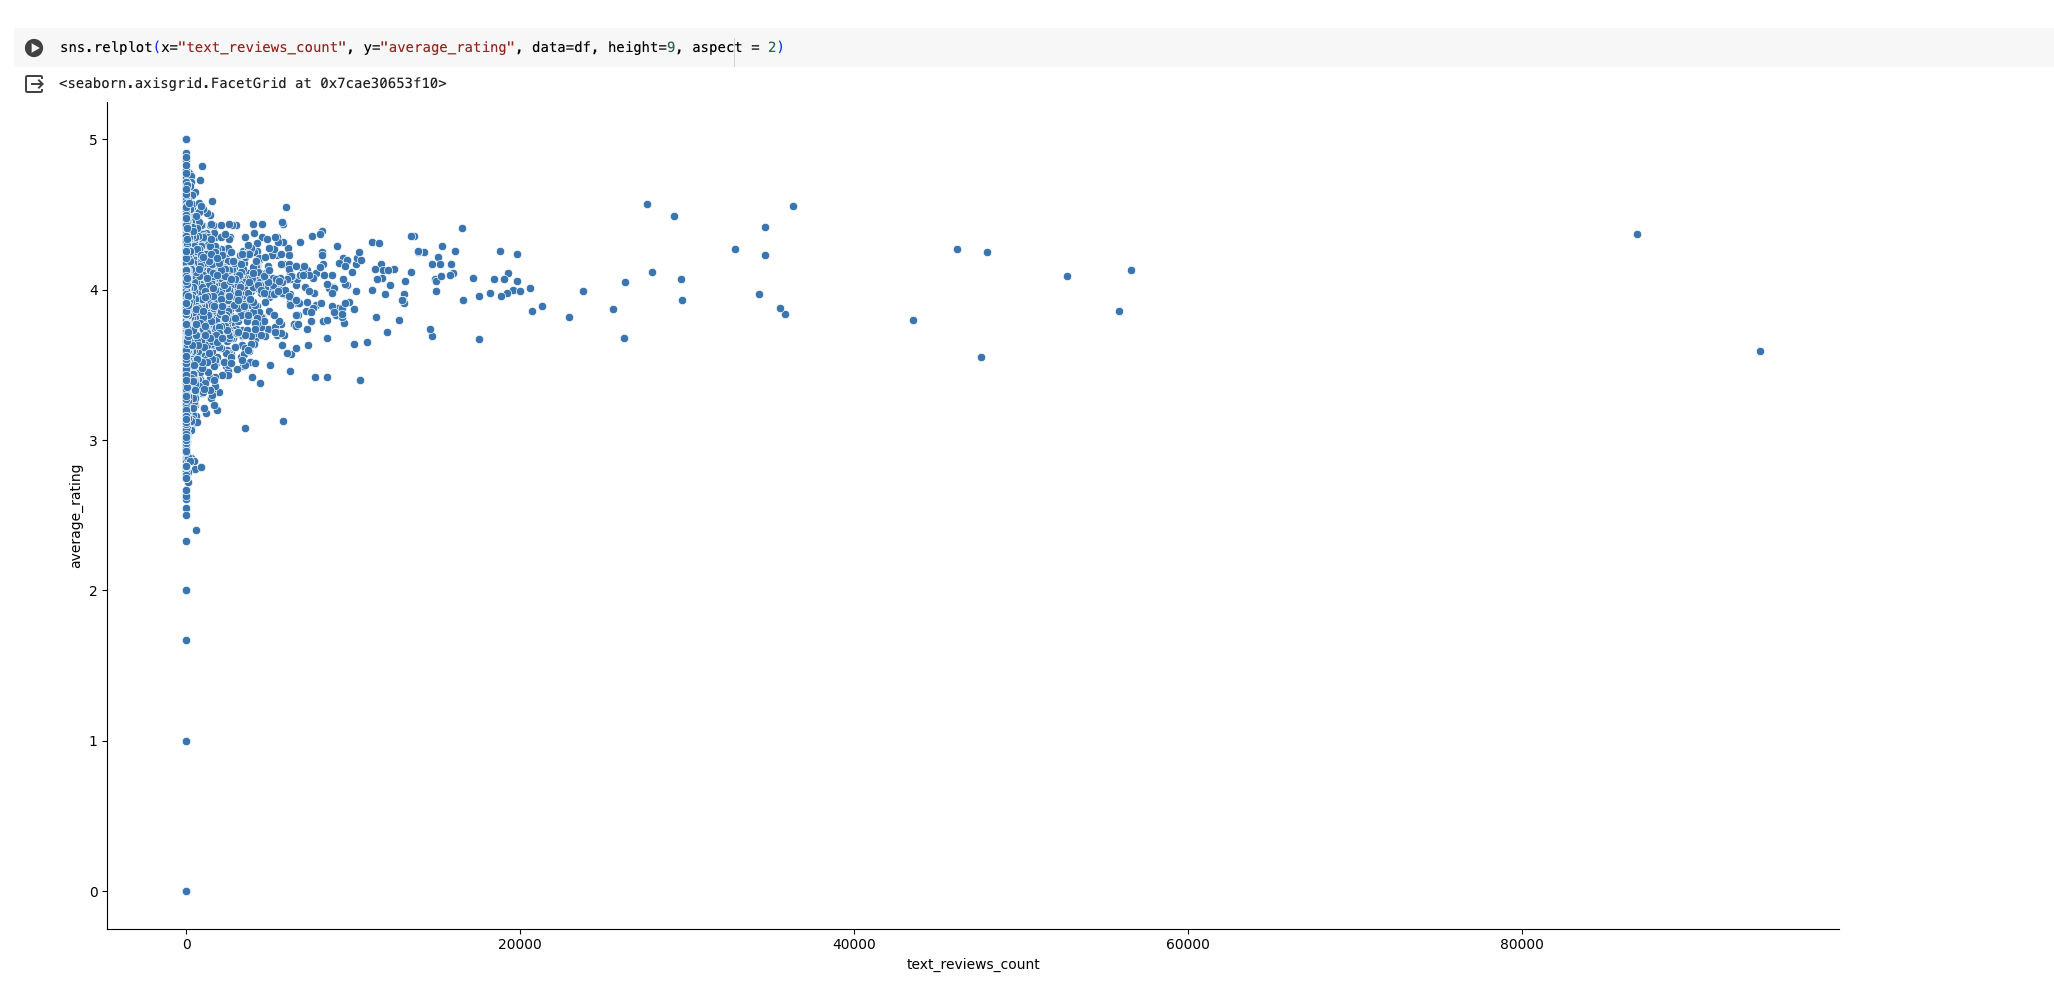 sns.relplot(x="text_reviews_count", y="average_rating", data=df, height=9, aspect = 2)
<seaborn.axisgrid.FacetGrid at 0x7cae30653f10>
5
4
3
2
1
0
average_rating
0 20000 40000 60000 80000
text_reviews_count